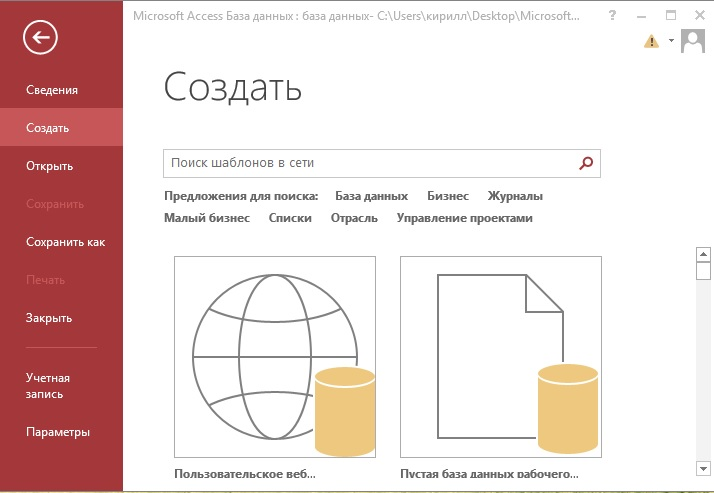 Microsoft Access База данных : база данных- C:\Users\кирилл\Desktop\Microsoft... ?
Сведения
Создать
Открыть
Сохранить
Сохранить как
Печать
Закрыть
Учетная
запись
Параметры
Создать
Поиск шаблонов в сети
Предложения для поиска: База данных Бизнес Журналы
Малый бизнес Списки Отрасль Управление проектами
Пользовательское веб...
Пустая база данных рабочего...